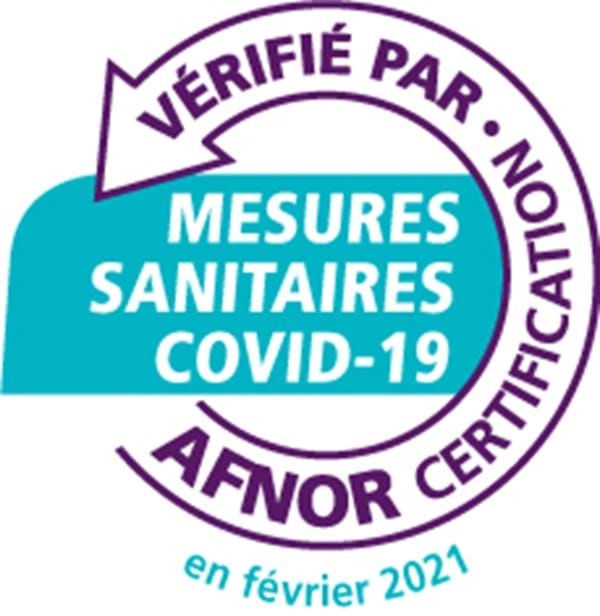 VÉRIFIÉ PAR •
AFNOR CERTIFICATION
MESURES
SANITAIRES
COVID-19
en février 2021